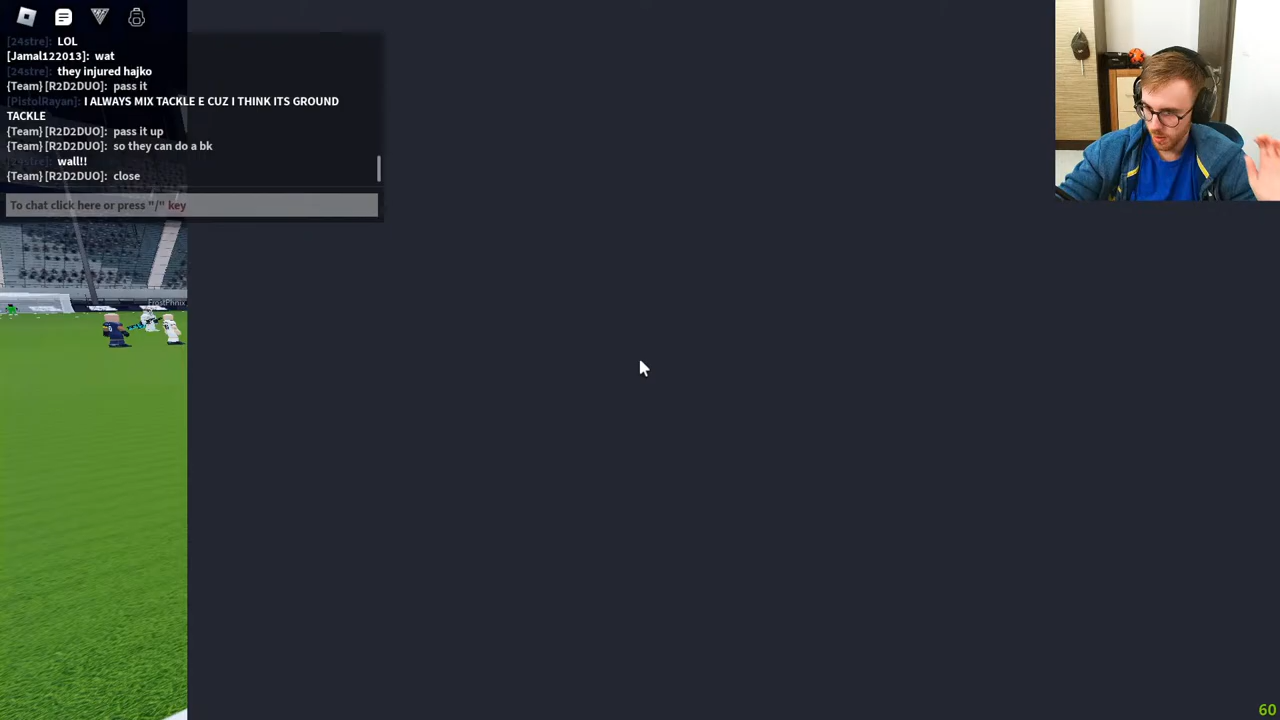 [24stre]: LOL
[Jamal122013]: wat
[24stre]: they injured hajko
{Team} [R2D2DUO]: pass it
[PistolRayan]: I ALWAYS MIX TACKLE E CUZ I THINK ITS GROUND
TACKLE
{Team} [R2D2DUO]: pass it up
{Team} [R2D2DUO]: so they can do a bk
[24stre]: wall!!
{Team} [R2D2DUO]: close
To chat click here or press "/" key
FrostPhnix
60